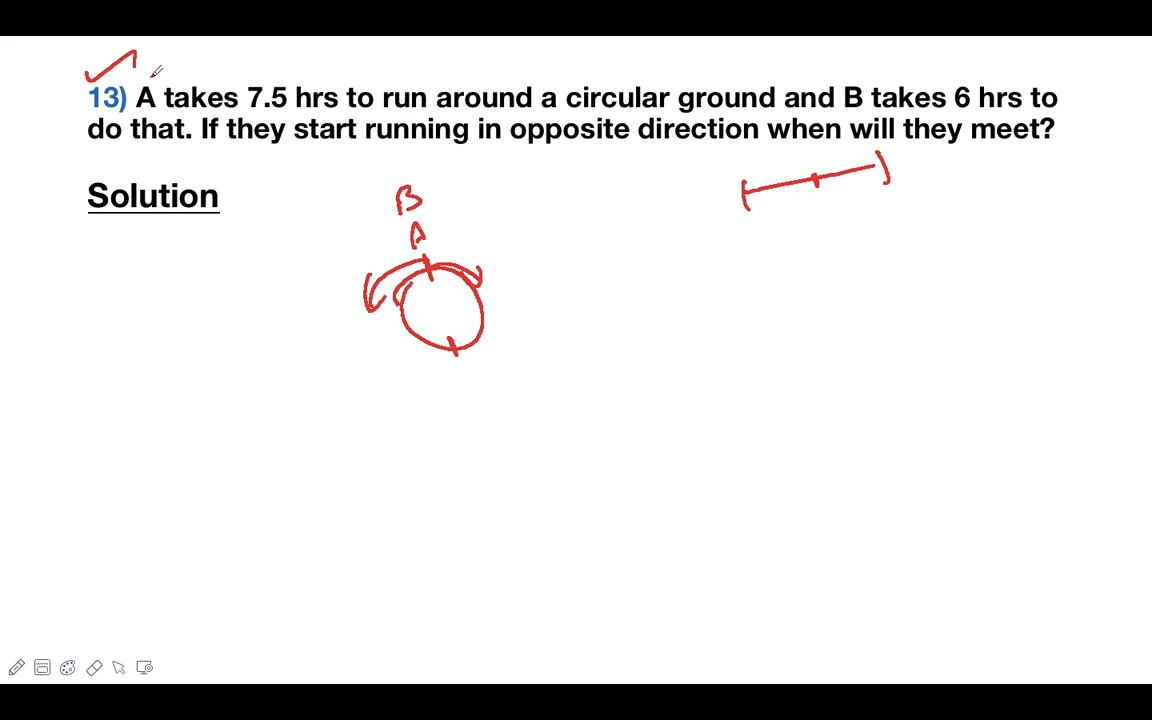 13) A takes 7.5 hrs to run around a circular ground and B takes 6 hrs to
do that. If they start running in opposite direction when will they meet?
Solution
B
A